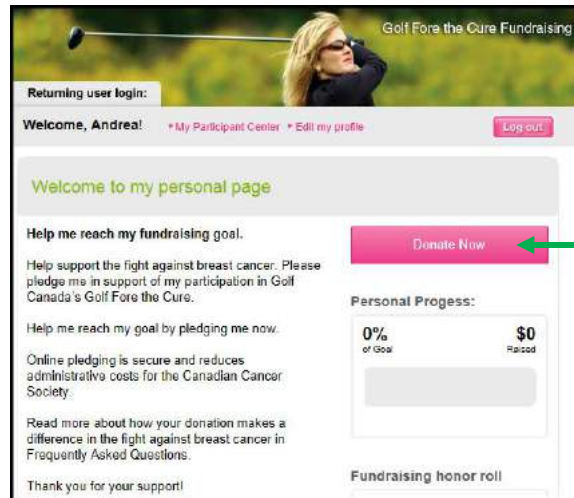 Golf Fore the Cure Fundraising
Returning user login:
Welcome, Andrea!
My Participant Center
Edit my profile
Log out
Welcome to my personal page
Help me reach my fundraising goal.
Help support the fight against breast cancer. Please
pledge me in support of my participation in Golf
Canada's Golf Fore the Cure.
Help me reach my goal by pledging me now.
Online pledging is secure and reduces
administrative costs for the Canadian Cancer
Society.
Read more about how your donation makes a
difference in the fight against breast cancer in
Frequently Asked Questions.
Thank you for your support!
Donate Now
Personal Progess:
0%
of Goal
$0
Raised
Fundraising honor roll